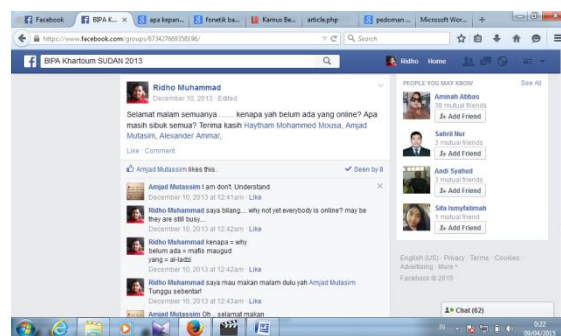 Facebook
BIPA K...
apa kepan...
fonetik ba...
Kamus Be...
article.php
pedoman ...
Microsoft Wor...
https://www.facebook.com/groups/673427669356196/
Search
BIPA Khartoum SUDAN 2013
Ridho
Home
Ridho Muhammad
December 10, 2013 · Edited
Selamat malam semuanya........ kenapa yah belum ada yang online? Apa
masih sibuk semua? Terima kasih Haytham Mohammed Mousa, Amjad
Mutasim, Alexander Ammar,
Like · Comment
Amjad Mutassim likes this.
Seen by 8
Amjad Mutassim I am don't. Understand
December 10, 2013 at 12:41am · Like
Ridho Muhammad saya bilang.... why not yet everybody is online? may be
they are still busy....
December 10, 2013 at 12:42am · Like
Ridho Muhammad kenapa = why
belum ada = mafis maugud
yang = al-ladzi
December 10, 2013 at 12:42am · Like
Ridho Muhammad saya mau makan malam dulu yah Amjad Mutasim
Tunggu sebentar!
December 10, 2013 at 12:43am · Like
Amjad Mutassim Oh .. selamat makan
PEOPLE YOU MAY KNOW
See All
Aminah Abbas
38 mutual friends
Add Friend
Sahril Nur
3 mutual friends
Add Friend
Andi Syahed
3 mutual friends
Add Friend
Sifa Ismyfatimah
1 mutual friend
Add Friend
English (US) · Privacy · Terms · Cookies ·
Advertising · More
Facebook © 2015
Chat (62)
IN
0:22
09/04/2015